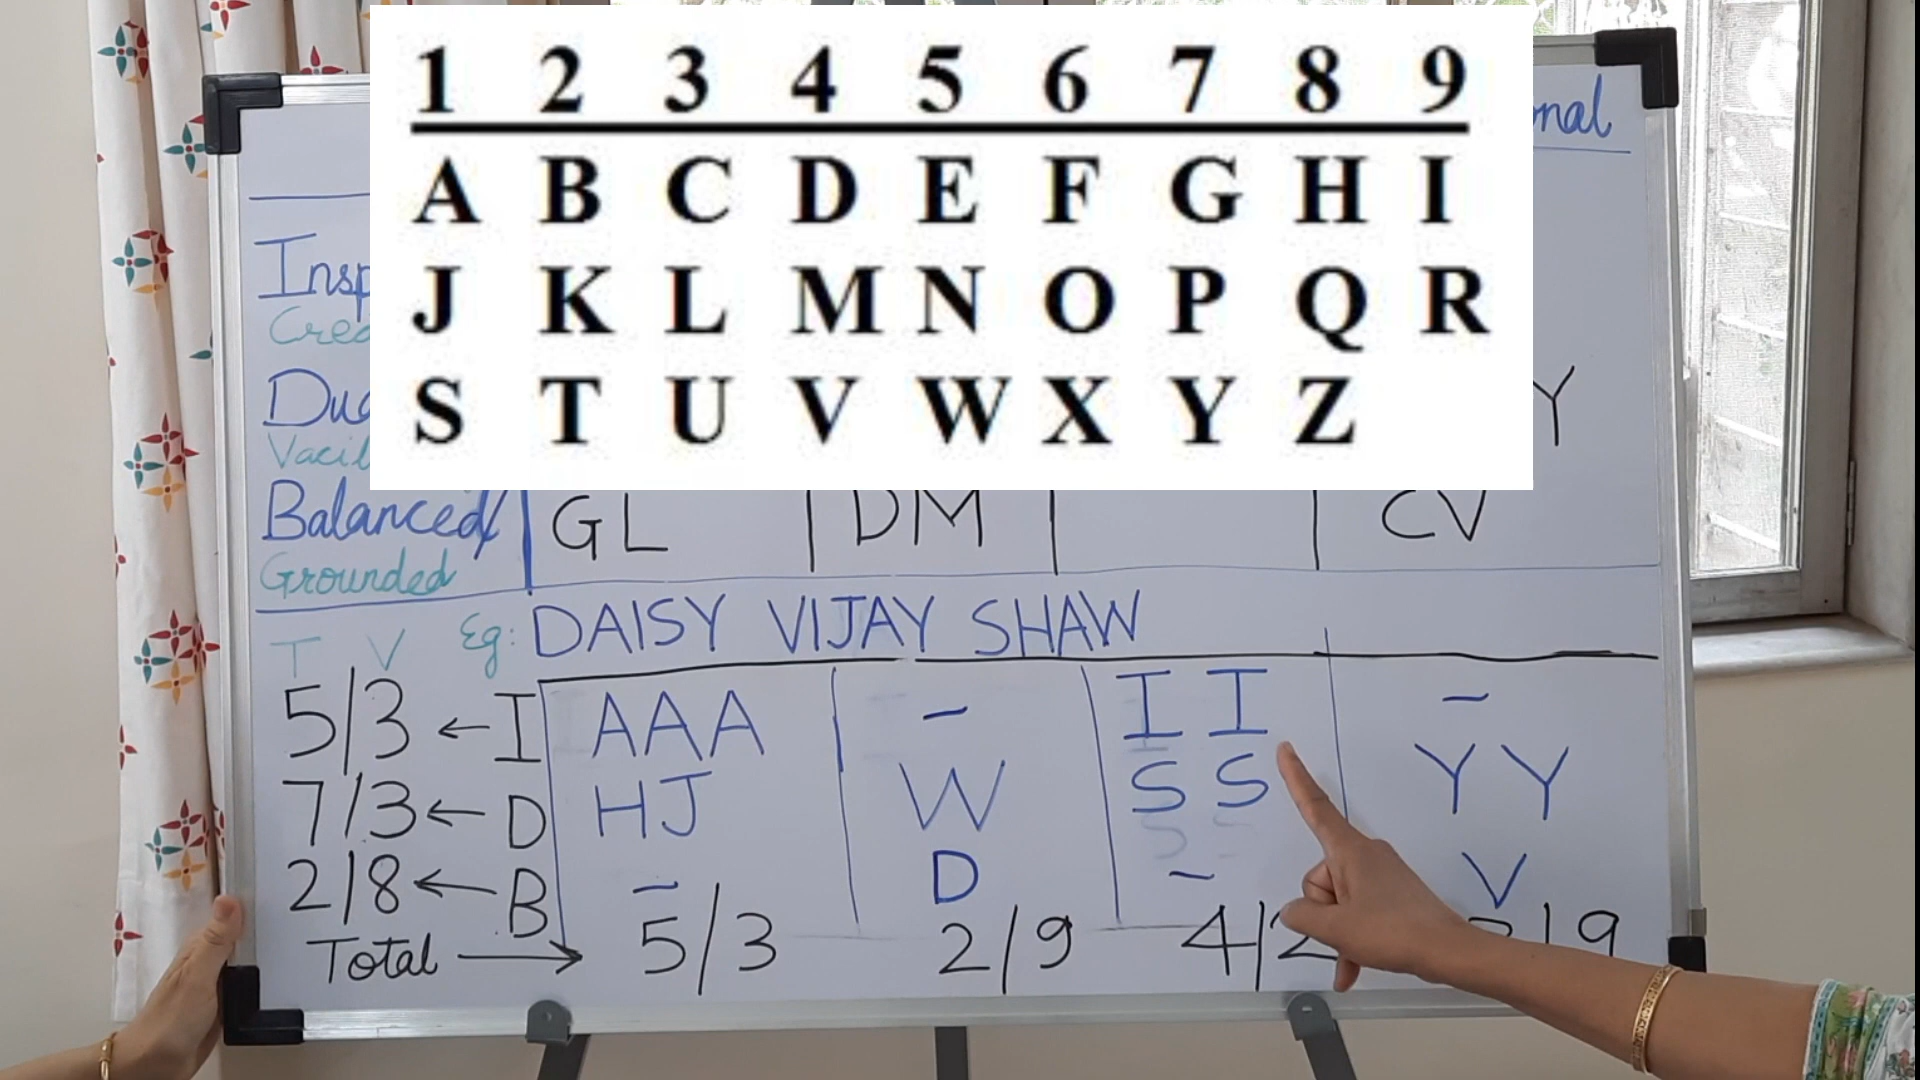 1 2 3 4 5 6 7 8 9
A B C D E F G H I
J K L M N O P Q R
S T U V W X Y Z
Y
Balanced/ GL DM CV
Grounded
T V Eg: DAISY VIJAY SHAW
5/3 ← I AAA - I I -
7/3 ← D HJ W S S Y Y
2/8 ← B - D - V
Total → 5/3 2/9 4/2 /9